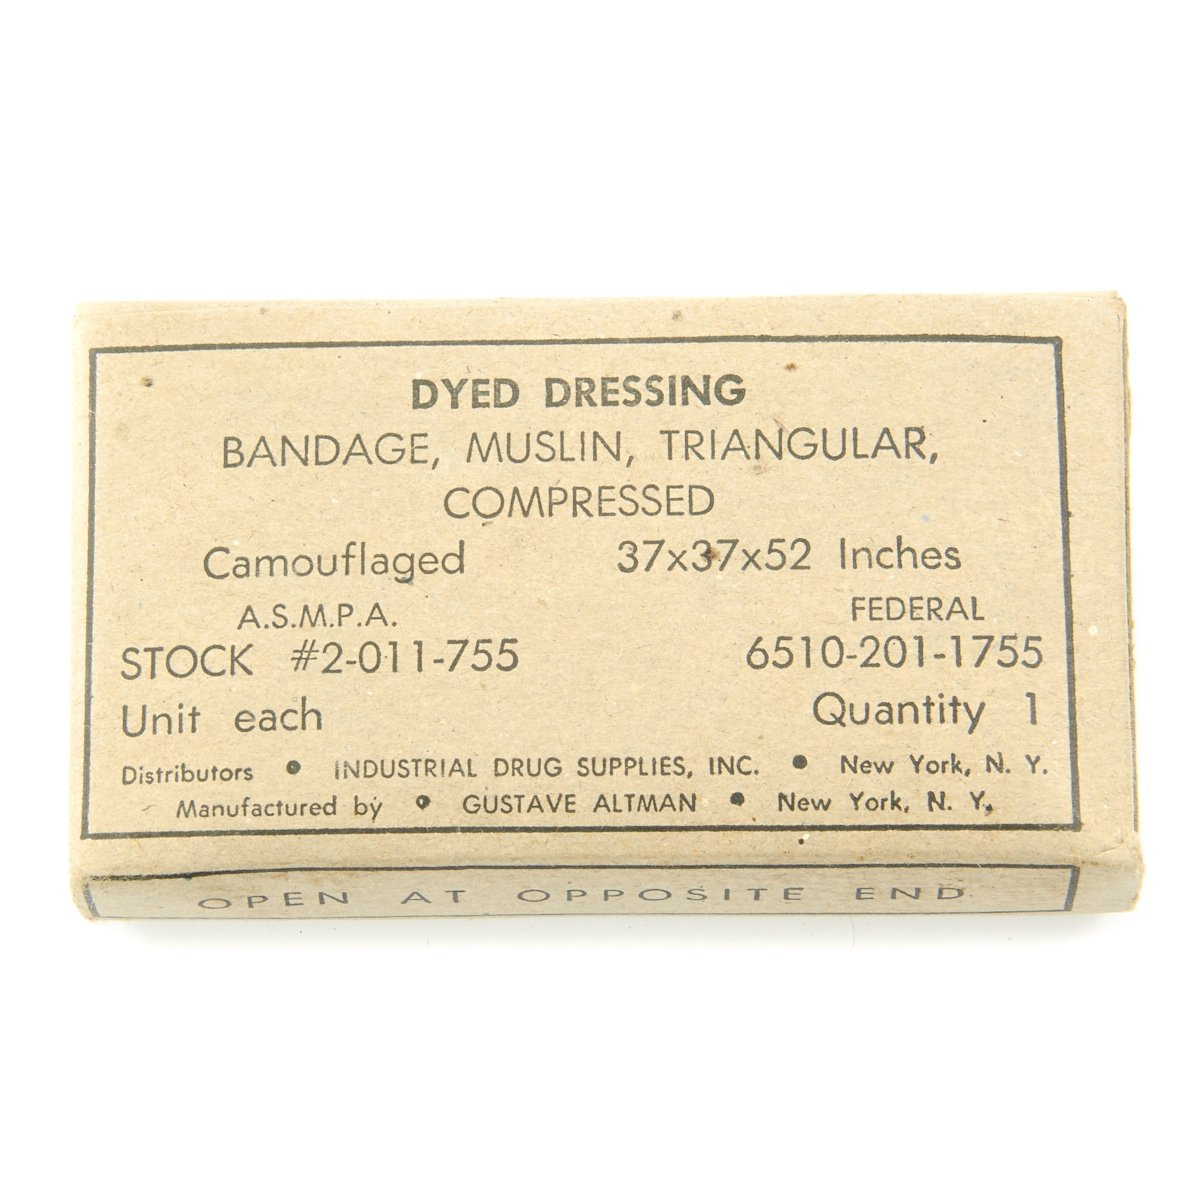 DYED DRESSING
BANDAGE, MUSLIN, TRIANGULAR,
COMPRESSED
Camouflaged 37x37x52 Inches
A.S.M.P.A. FEDERAL
STOCK #2-011-755 6510-201-1755
Unit each Quantity 1
Distributors • INDUSTRIAL DRUG SUPPLIES, INC. • New York, N. Y.
Manufactured by • GUSTAVE ALTMAN • New York, N. Y.
OPEN AT OPPOSITE END